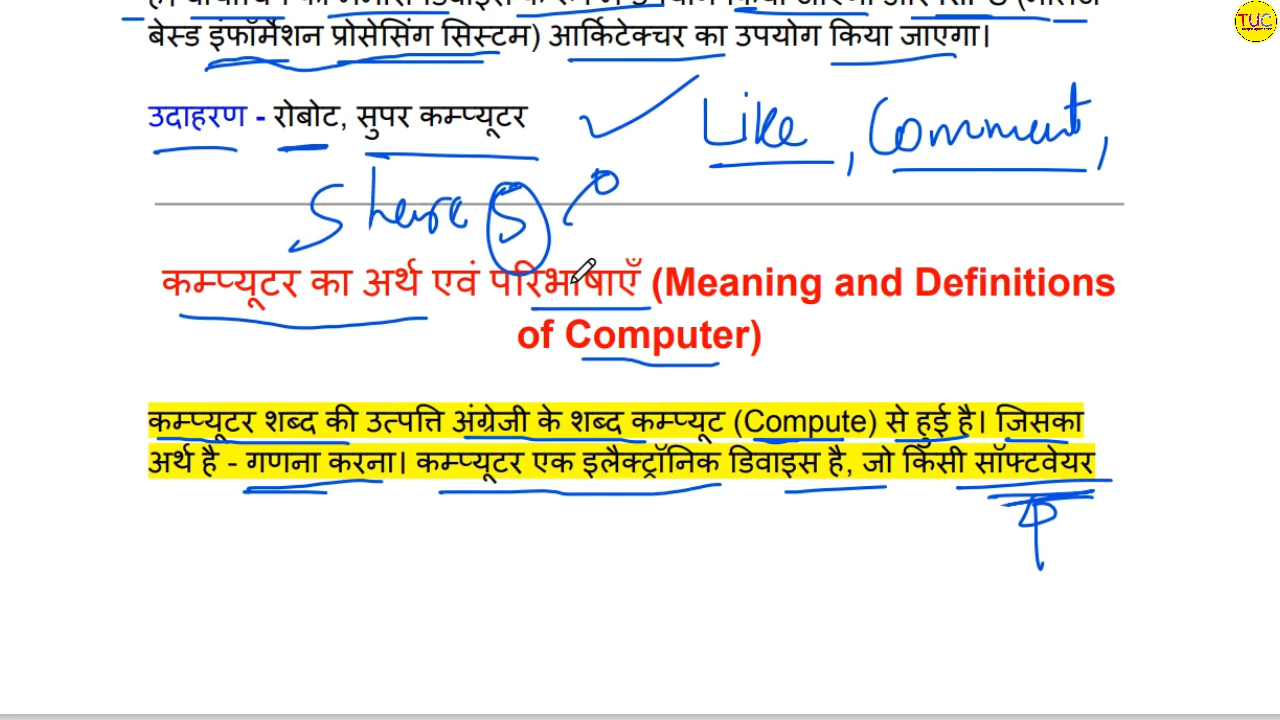 TUC
बेस्ड इंफॉर्मेशन प्रोसेसिंग सिस्टम) आर्किटेक्चर का उपयोग किया जाएगा।
उदाहरण - रोबोट, सुपर कम्प्यूटर
Like, Comment,
Share S
कम्प्यूटर का अर्थ एवं परिभाषाएँ (Meaning and Definitions
of Computer)
कम्प्यूटर शब्द की उत्पत्ति अंग्रेजी के शब्द कम्प्यूट (Compute) से हुई है। जिसका
अर्थ है - गणना करना। कम्प्यूटर एक इलैक्ट्रॉनिक डिवाइस है, जो किसी सॉफ्टवेयर